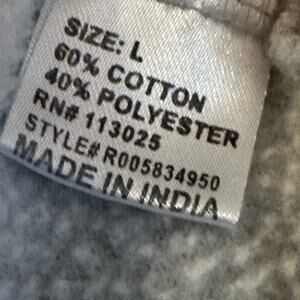 SIZE: L
60% COTTON
40% POLYESTER
RN# 113025
STYLE# R005834950
MADE IN INDIA